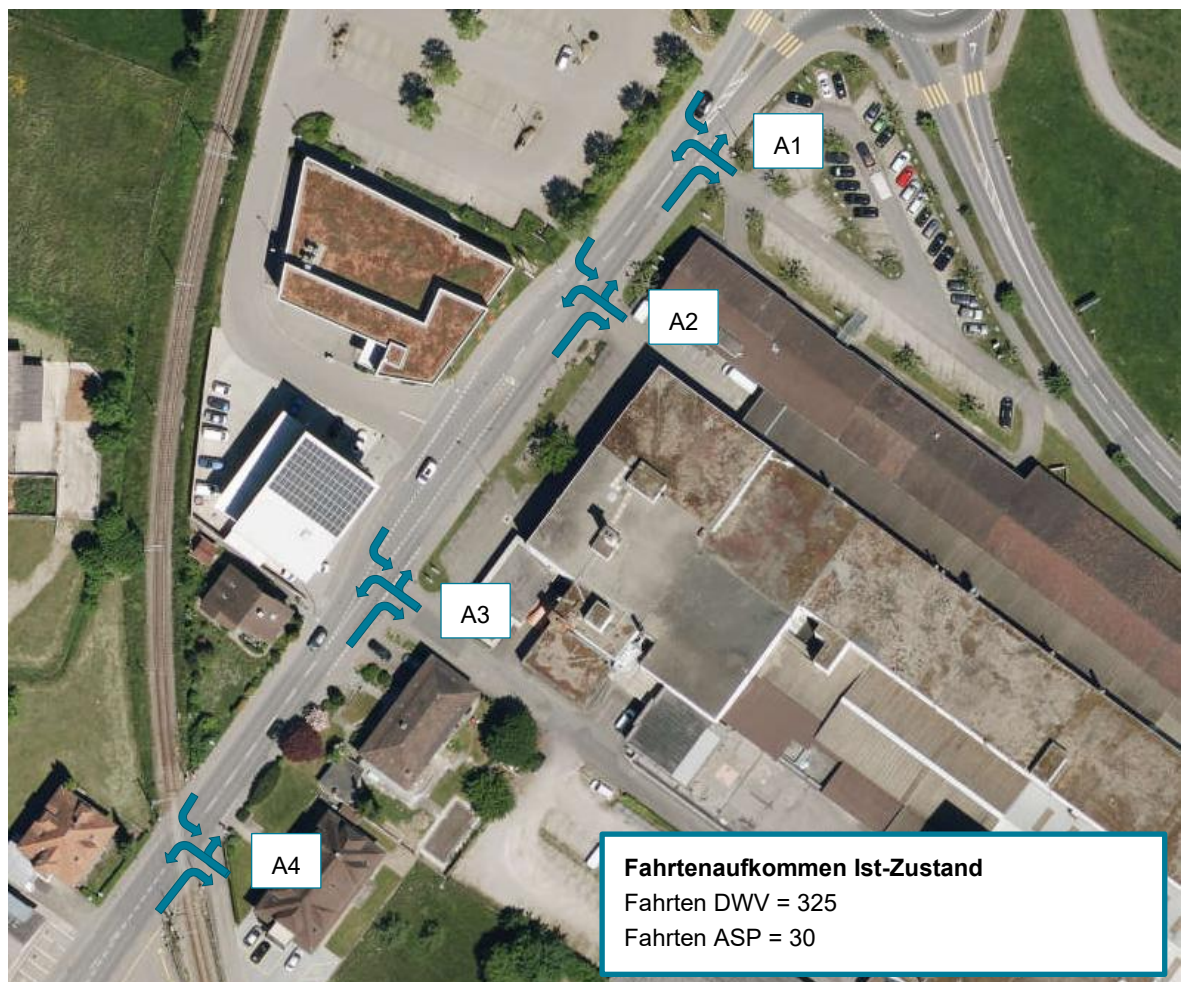 A1
A2
A3
A4
Fahrtenaufkommen Ist-Zustand
Fahrten DWV = 325
Fahrten ASP = 30